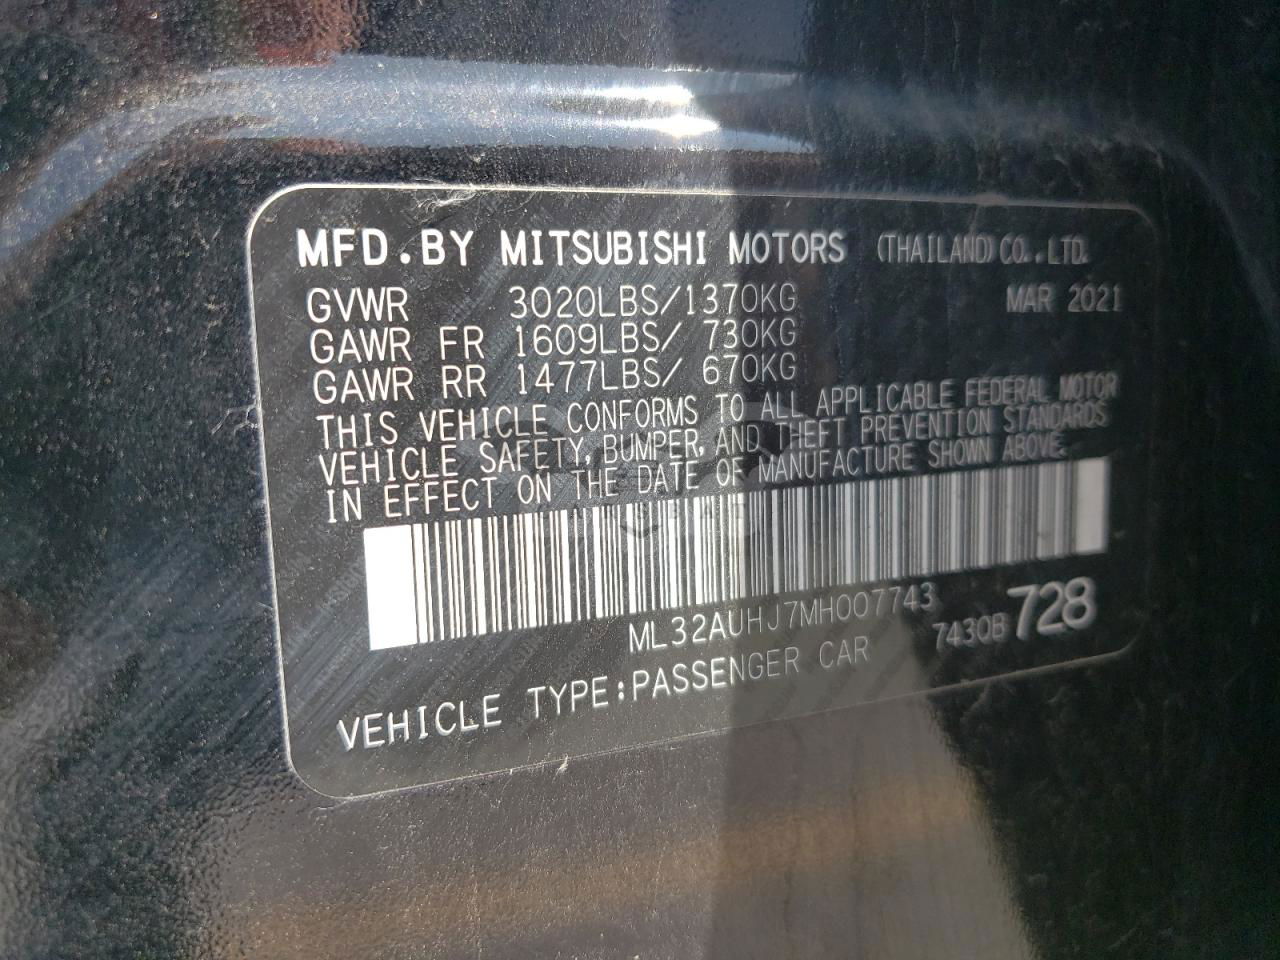 MFD.BY MITSUBISHI MOTORS (THAILAND) CO.,LTD.
GVWR 3020LBS/1370KG MAR 2021
GAWR FR 1609LBS/ 730KG
GAWR RR 1477LBS/ 670KG
THIS VEHICLE CONFORMS TO ALL APPLICABLE FEDERAL MOTOR
VEHICLE SAFETY, BUMPER, AND THEFT PREVENTION STANDARDS
IN EFFECT ON THE DATE OF MANUFACTURE SHOWN ABOVE.
ML32AUHJ7MH007743
7430B 728
VEHICLE TYPE:PASSENGER CAR